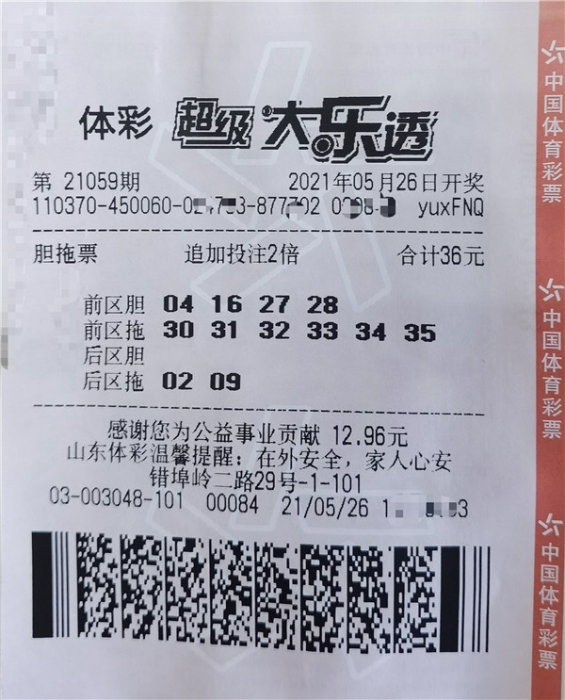 体彩 超级大乐透
第 21059期 2021年05月26日开奖
110370-450060- yuxFNQ
胆拖票 追加投注2倍 合计36元
前区胆 04 16 27 28
前区拖 30 31 32 33 34 35
后区胆
后区拖 02 09
感谢您为公益事业贡献 12.96元
山东体彩温馨提醒：在外安全，家人心安
错埠岭二路29号-1-101
03-003048-101 00084 21/05/26
中国体育彩票
中国体育彩票
中国体育彩票